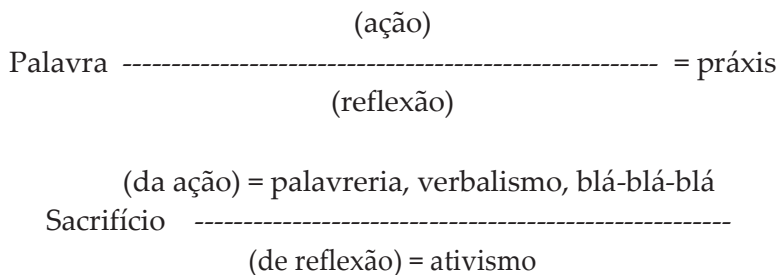 (ação)
Palavra ------------------------------------------------------- = práxis
(reflexão)
(da ação) = palavreria, verbalismo, blá-blá-blá
Sacrifício -------------------------------------------------------
(de reflexão) = ativismo